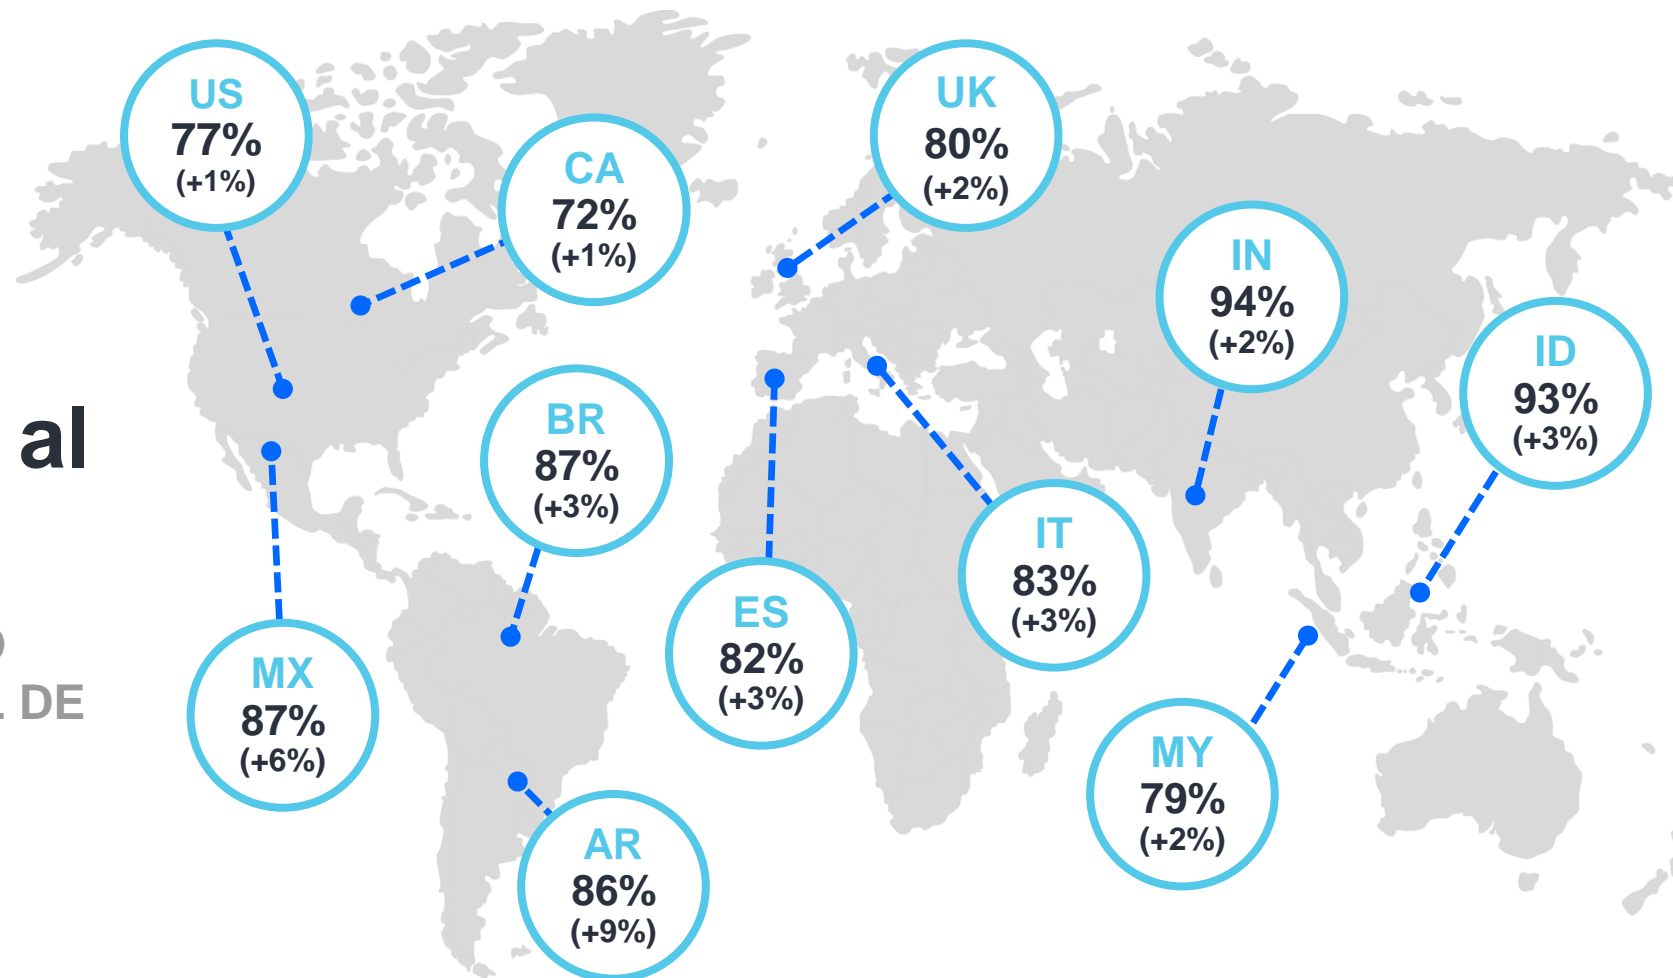 al
L DE
US
77%
(+1%)
CA
72%
(+1%)
UK
80%
(+2%)
IN
94%
(+2%)
ID
93%
(+3%)
BR
87%
(+3%)
IT
83%
(+3%)
ES
82%
(+3%)
MX
87%
(+6%)
MY
79%
(+2%)
AR
86%
(+9%)